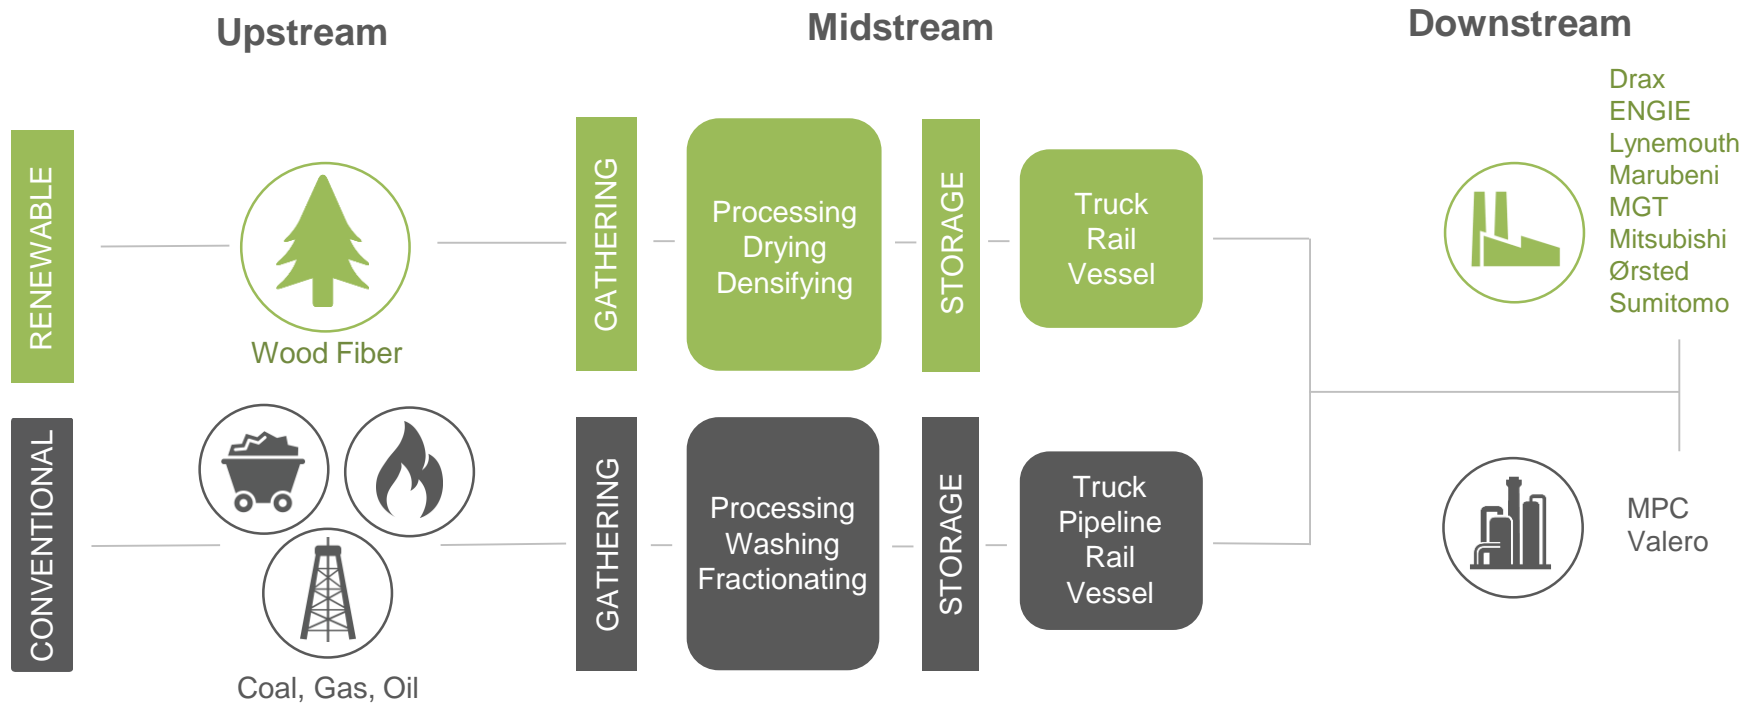 Upstream
Midstream
Downstream
RENEWABLE
Wood Fiber
GATHERING
Processing
Drying
Densifying
STORAGE
Truck
Rail
Vessel
Drax
ENGIE
Lynemouth
Marubeni
MGT
Mitsubishi
Ørsted
Sumitomo
CONVENTIONAL
Coal, Gas, Oil
GATHERING
Processing
Washing
Fractionating
STORAGE
Truck
Pipeline
Rail
Vessel
MPC
Valero